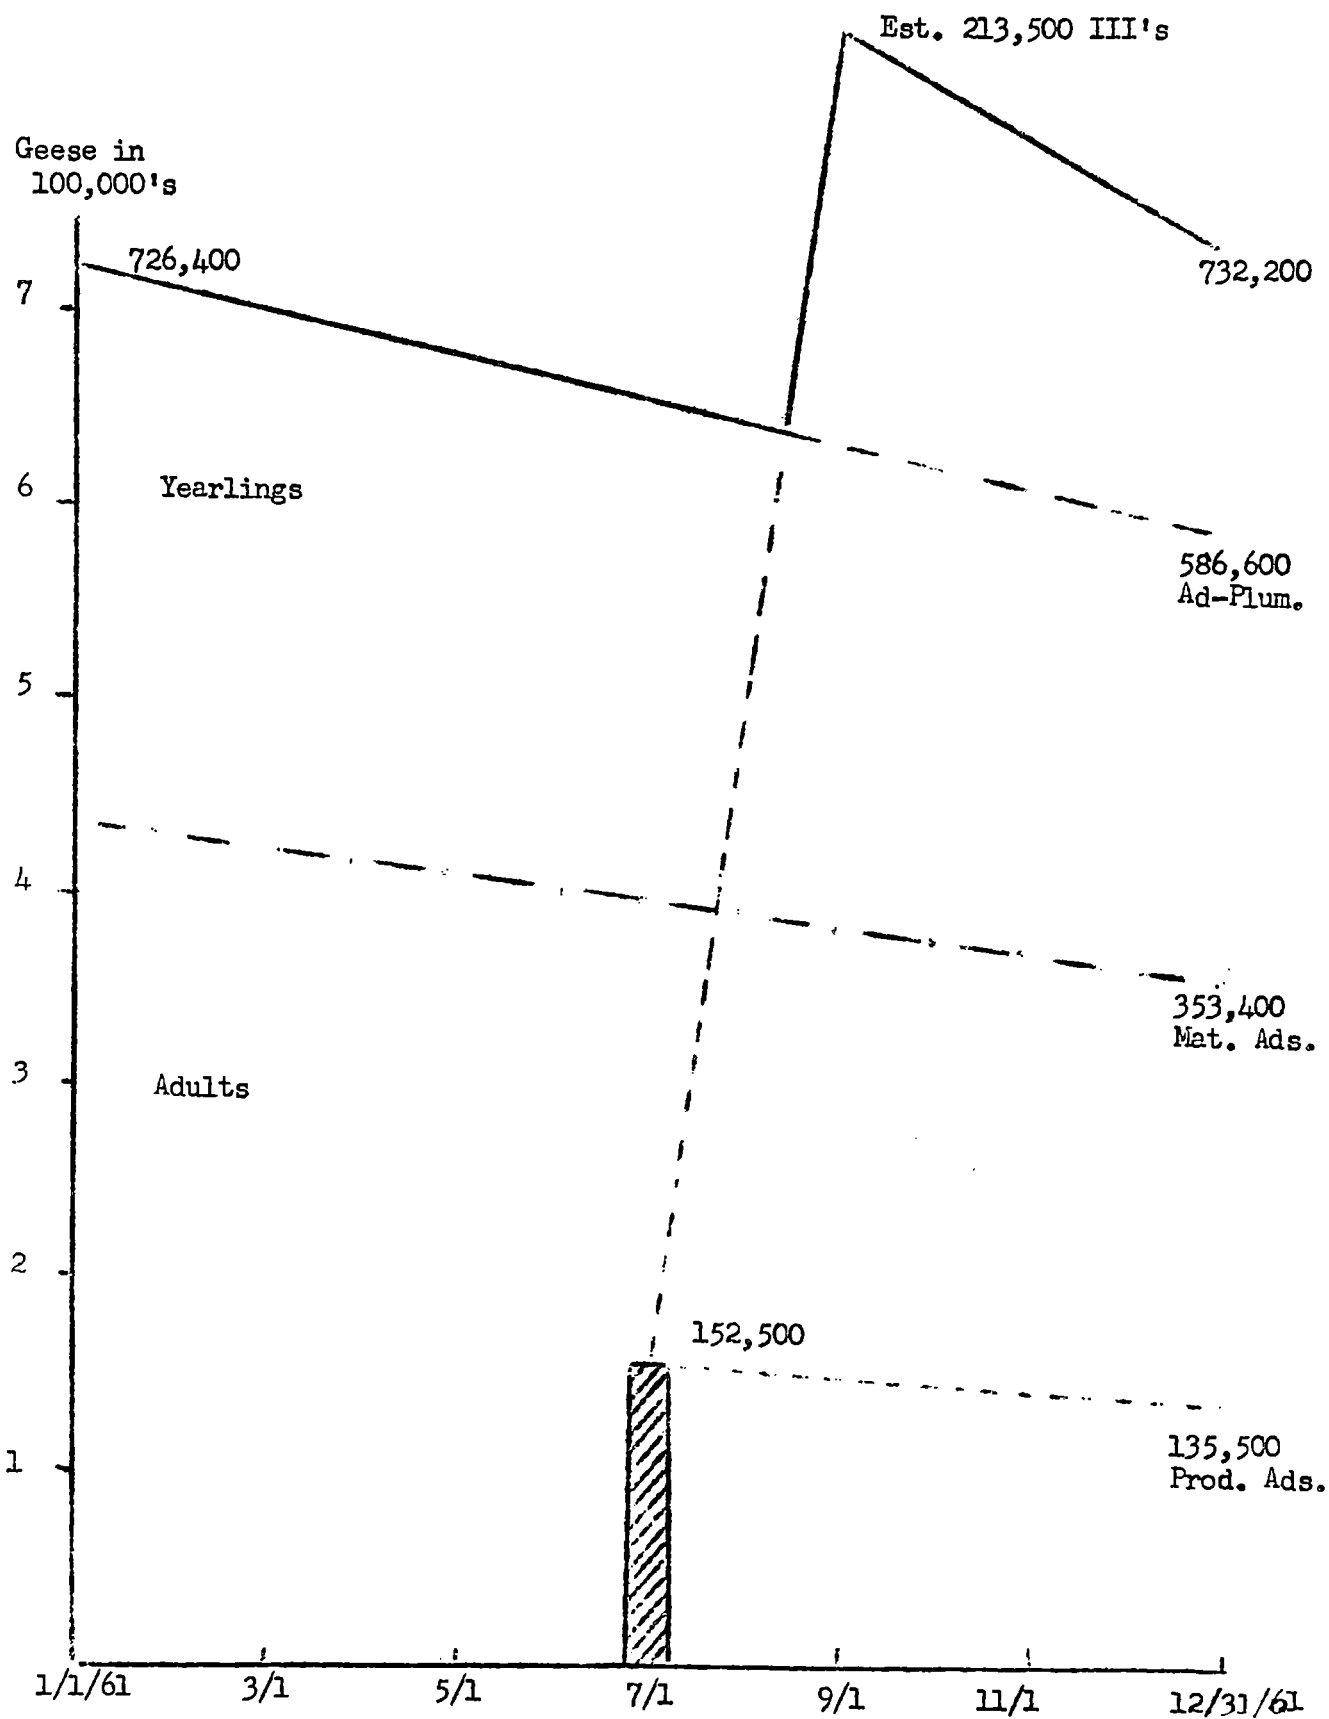 Est. 213,500 III's
Geese in
100,000's
726,400
732,200
7
6
Yearlings
586,600
Ad-Plum.
5
4
353,400
Mat. Ads.
3
Adults
2
152,500
135,500
Prod. Ads.
1
1/1/61 3/1 5/1 7/1 9/1 11/1 12/31/61